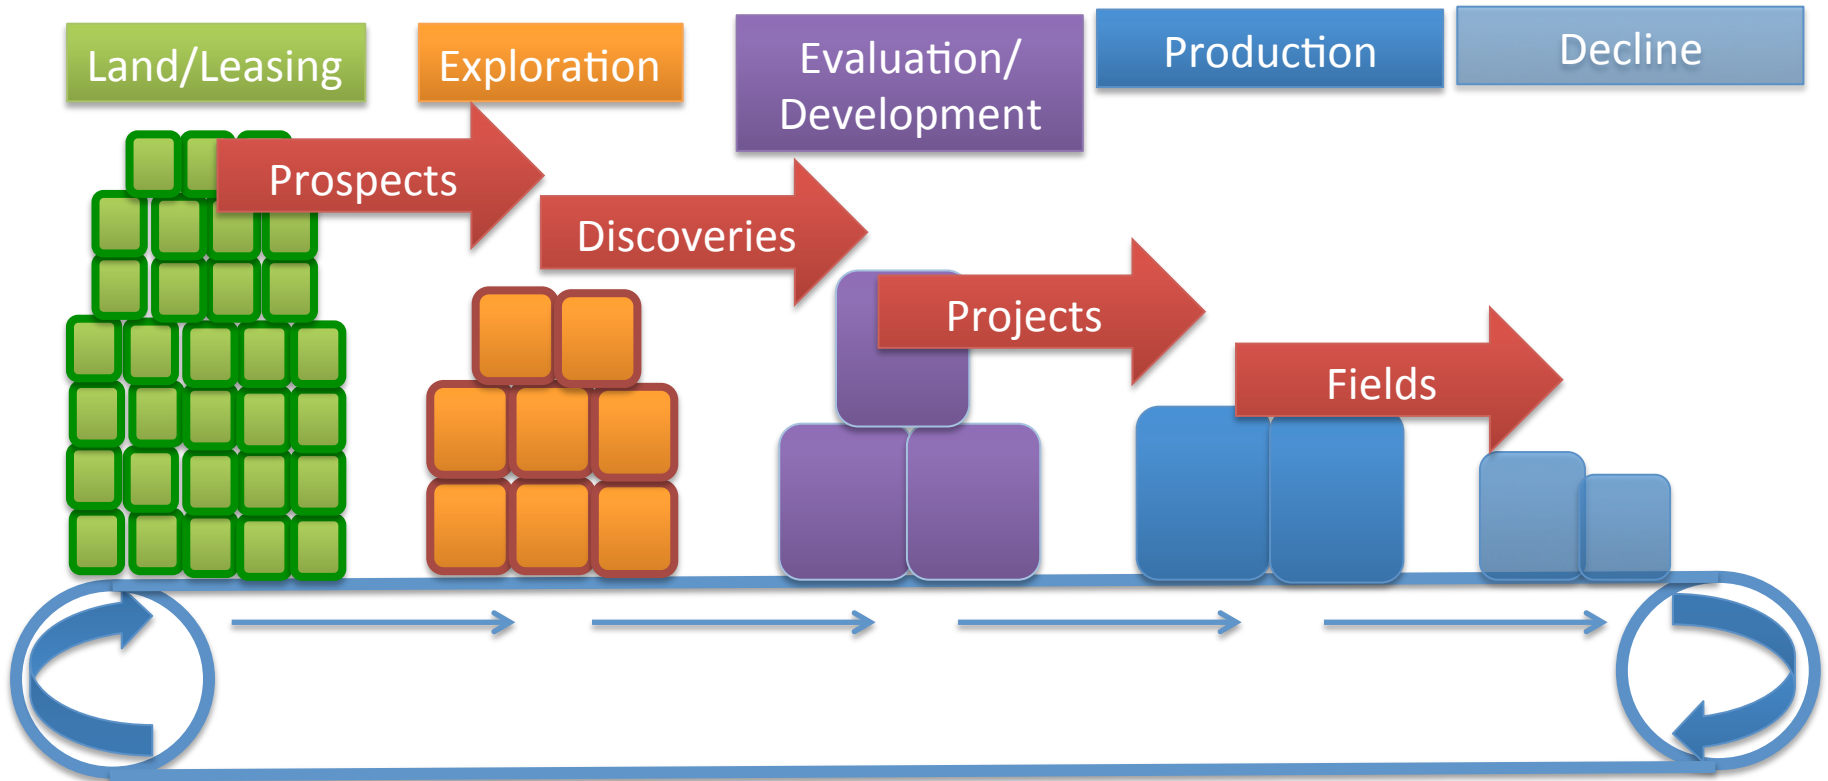 Land/Leasing
Exploration
Evaluation/
Development
Production
Decline
Prospects
Discoveries
Projects
Fields